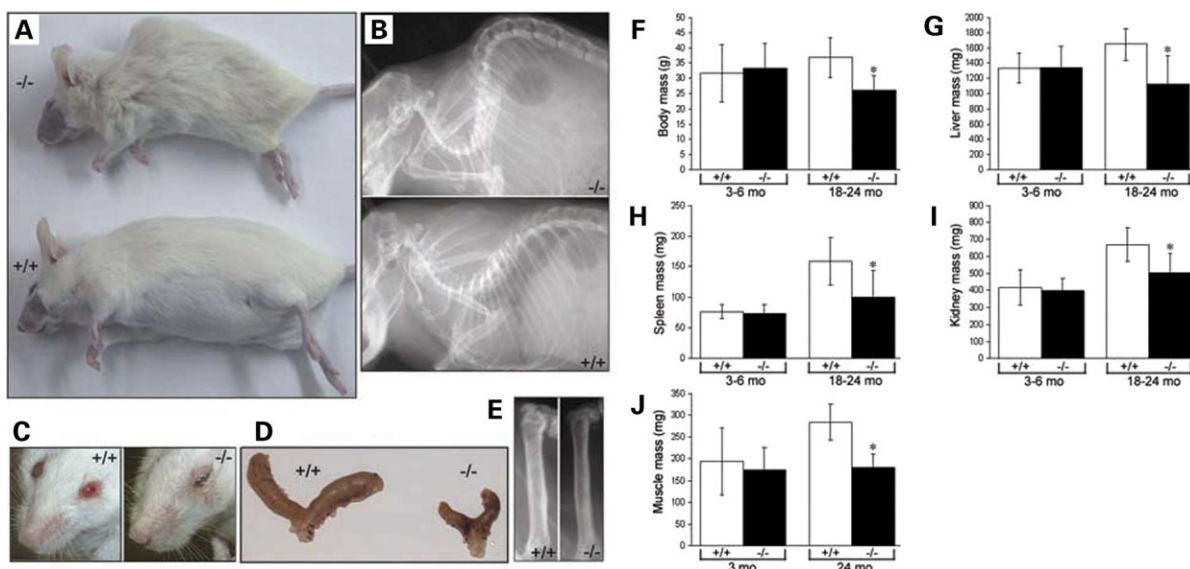 A
-/-
+/+
B
-/-
+/+
C
+/+
-/-
D
+/+
-/-
E
+/+
-/-
F
Body mass (g)
50
45
40
35
30
25
20
15
10
5
0
*
+/+ -/- +/+ -/-
3-6 mo 18-24 mo
G
Liver mass (mg)
2000
1800
1600
1400
1200
1000
800
600
400
200
0
*
+/+ -/- +/+ -/-
3-6 mo 18-24 mo
H
Spleen mass (mg)
250
200
150
100
50
0
*
+/+ -/- +/+ -/-
3-6 mo 18-24 mo
I
Kidney mass (mg)
900
800
700
600
500
400
300
200
100
0
*
+/+ -/- +/+ -/-
3-6 mo 18-24 mo
J
Muscle mass (mg)
350
300
250
200
150
100
50
0
*
+/+ -/- +/+ -/-
3 mo 24 mo